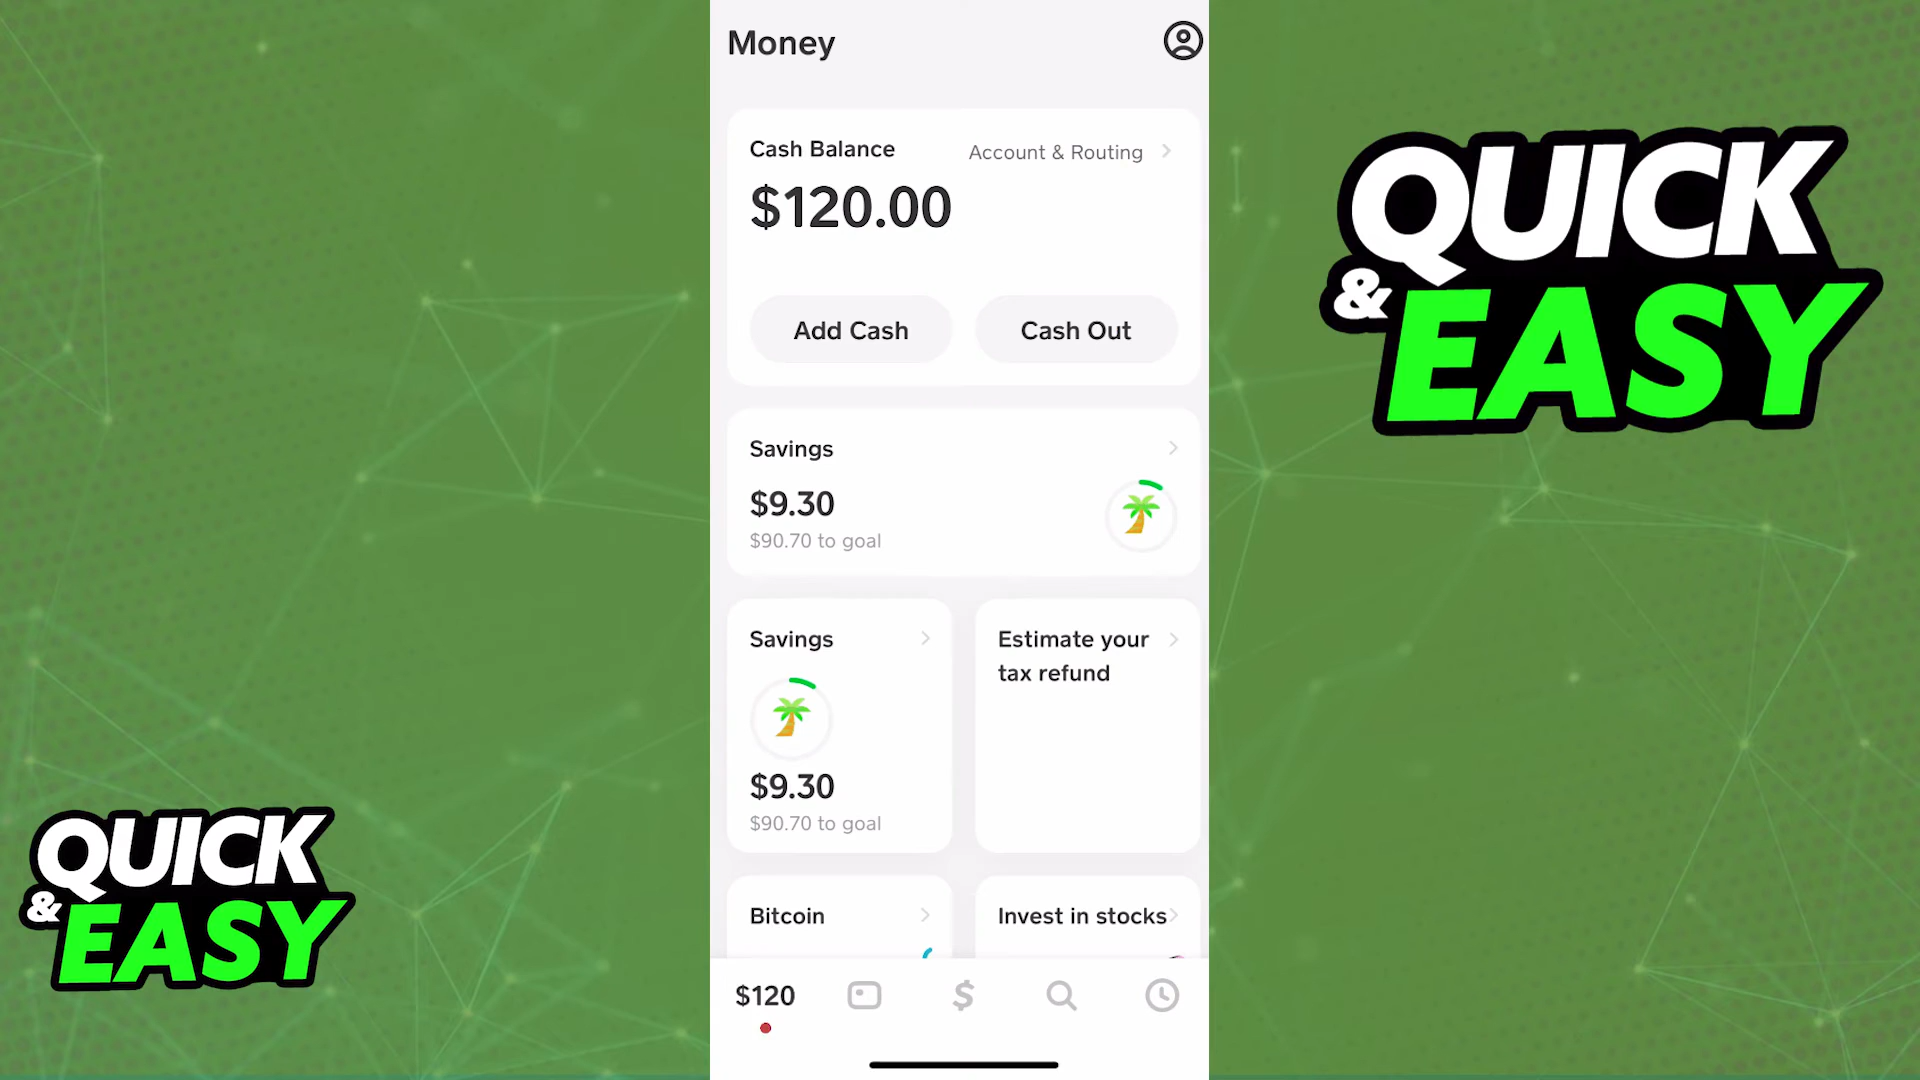 Money
Cash Balance
Account & Routing
$120.00
Add Cash
Cash Out
Savings
$9.30
$90.70 to goal
Savings
$9.30
$90.70 to goal
Estimate your
tax refund
Bitcoin
Invest in stocks
$120
$
QUICK
& EASY
QUICK
& EASY